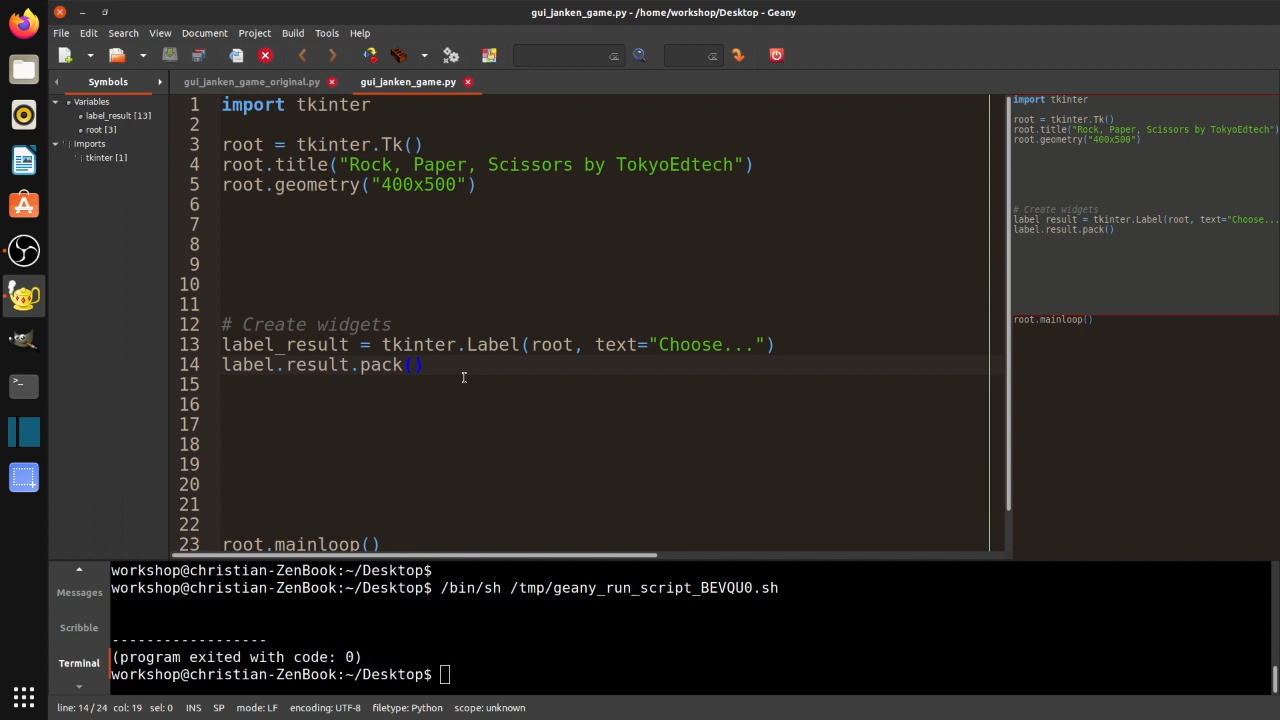 gui_janken_game.py - /home/workshop/Desktop - Geany
File Edit Search View Document Project Build Tools Help
Symbols
gui_janken_game_original.py
gui_janken_game.py
Variables
label_result [13]
root [3]
Imports
tkinter [1]
1 import tkinter
2
3 root = tkinter.Tk()
4 root.title("Rock, Paper, Scissors by TokyoEdtech")
5 root.geometry("400x500")
6
7
8
9
10
11
12 # Create widgets
13 label_result = tkinter.Label(root, text="Choose...")
14 label.result.pack()
15
16
17
18
19
20
21
22
23 root.mainloop()
import tkinter
root = tkinter.Tk()
root.title("Rock, Paper, Scissors by TokyoEdtech")
root.geometry("400x500")
# Create widgets
label_result = tkinter.Label(root, text="Choose...
label.result.pack()
root.mainloop()
Messages
Scribble
Terminal
workshop@christian-ZenBook:~/Desktop$
workshop@christian-ZenBook:~/Desktop$ /bin/sh /tmp/geany_run_script_BEVQU0.sh
------------------
(program exited with code: 0)
workshop@christian-ZenBook:~/Desktop$
line: 14 / 24 col: 19 sel: 0 INS SP mode: LF encoding: UTF-8 filetype: Python scope: unknown